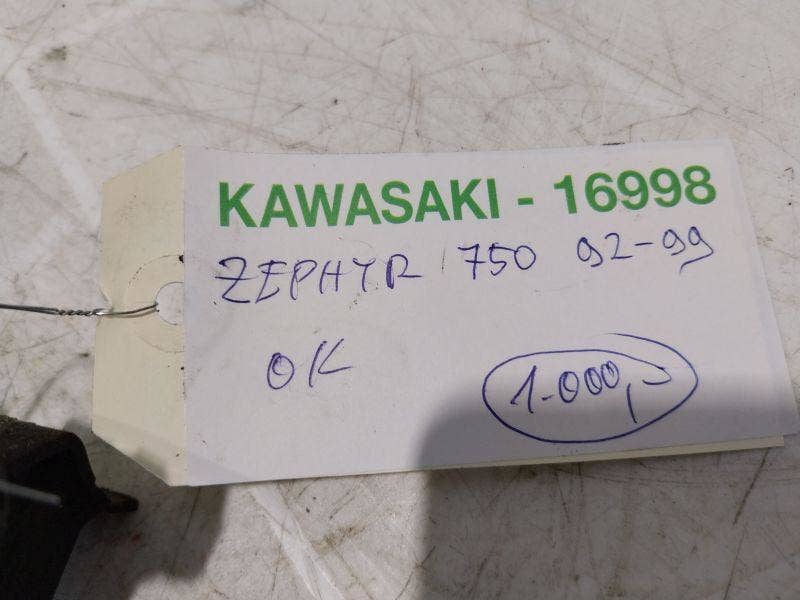 KAWASAKI - 16998
ZEPHYR 750 92-99
OK
1.000,-